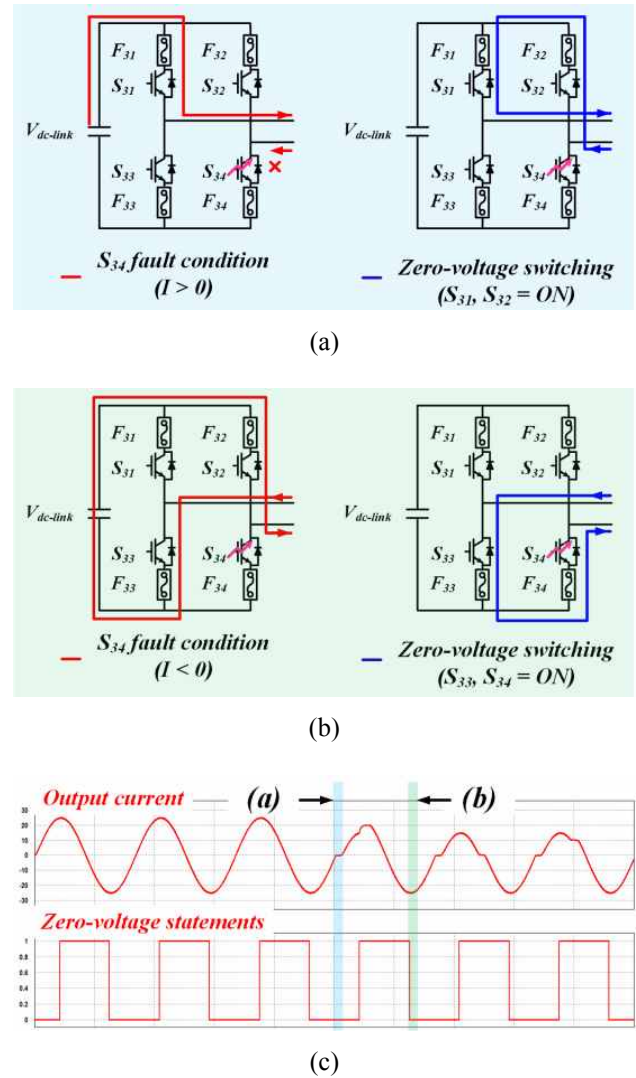 F31 F32
S31 S32
Vdc-link
S33 S34
F33 F34
S34 fault condition
(I > 0)
F31 F32
S31 S32
Vdc-link
S33 S34
F33 F34
Zero-voltage switching
(S31, S32 = ON)
(a)
F31 F32
S31 S32
Vdc-link
S33 S34
F33 F34
S34 fault condition
(I < 0)
F31 F32
S31 S32
Vdc-link
S33 S34
F33 F34
Zero-voltage switching
(S33, S34 = ON)
(b)
Output current (a) (b)
30
20
10
0
-10
-20
-30
Zero-voltage statements
1
0.8
0.6
0.4
0.2
0
(c)